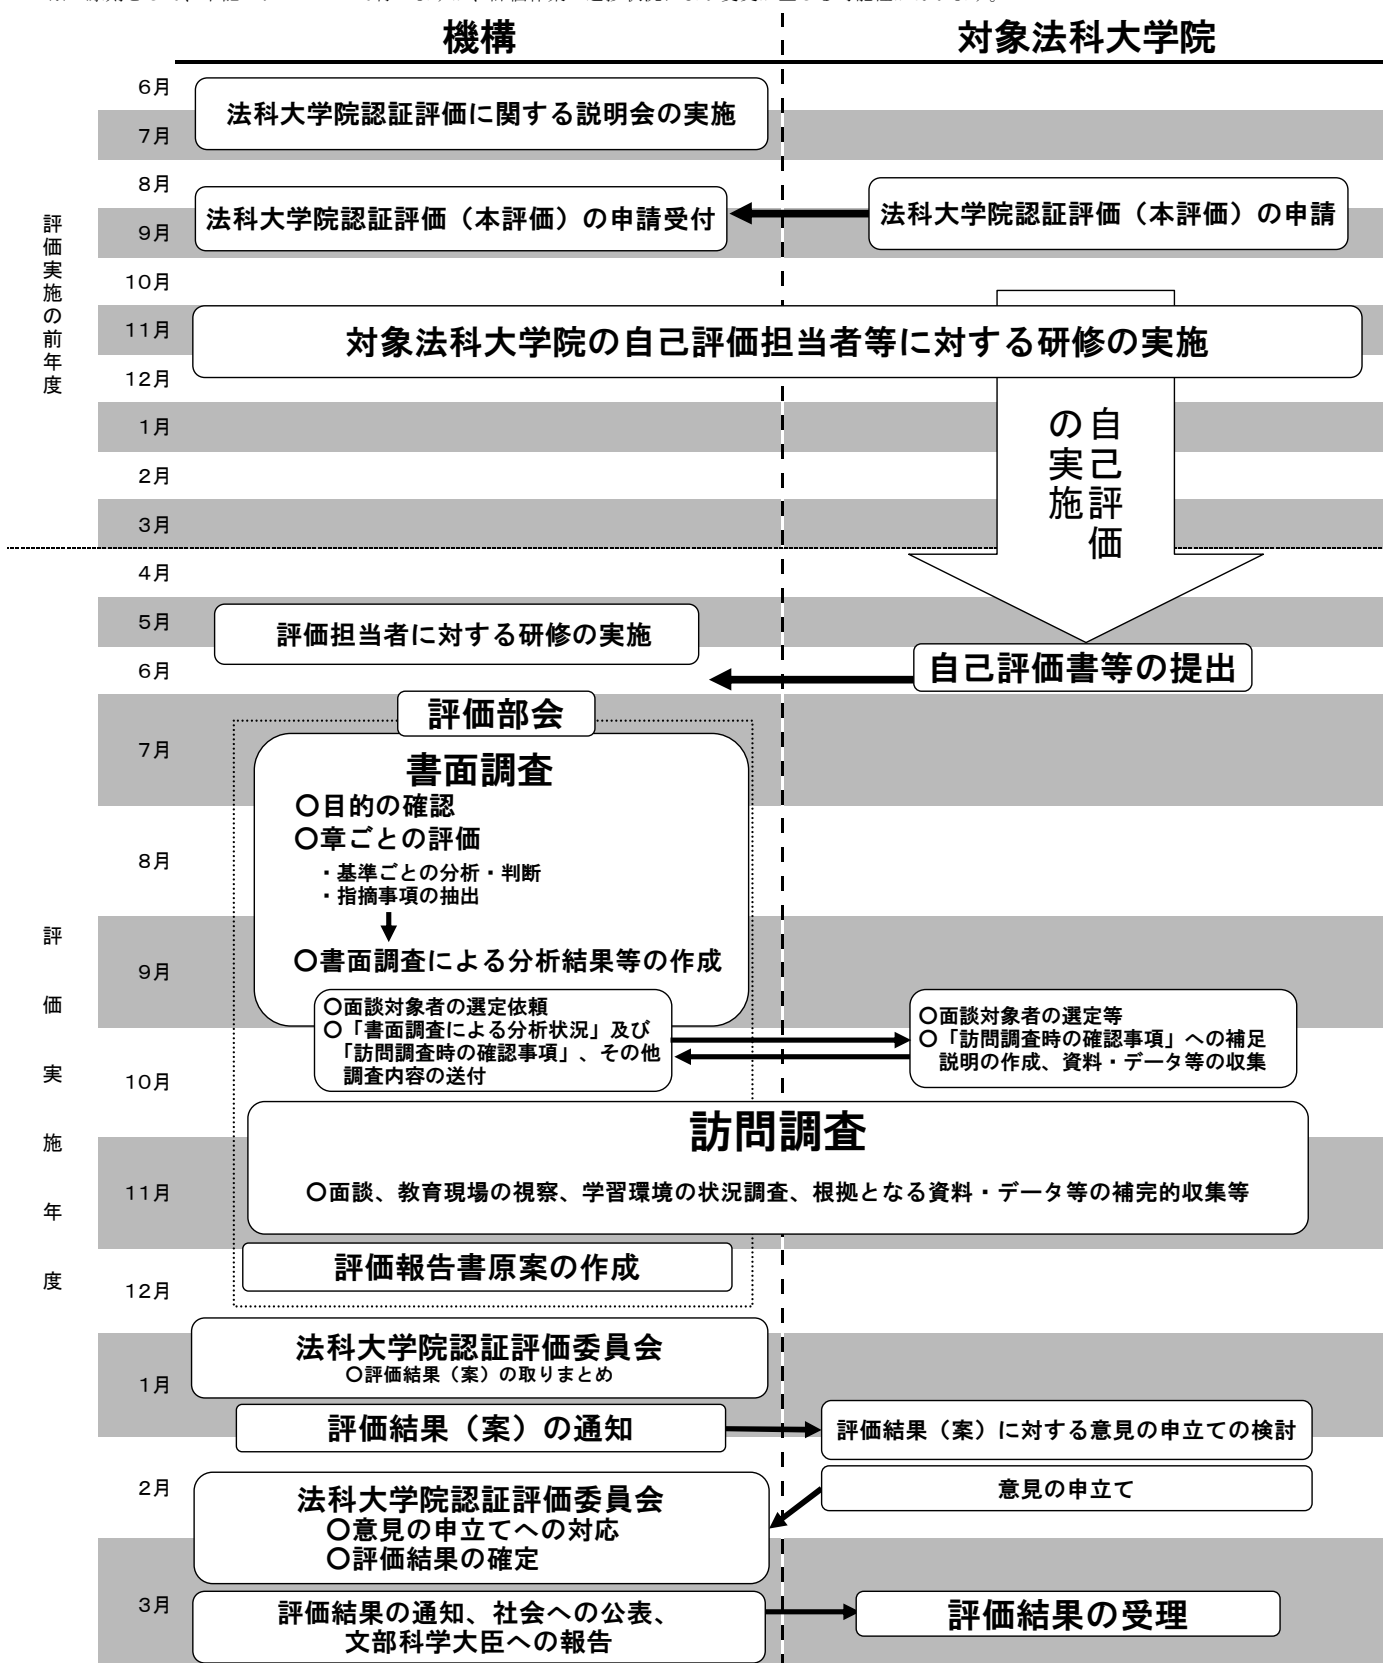 機構
対象法科大学院
評価実施の前年度
6月
法科大学院認証評価に関する説明会の実施
7月
8月
法科大学院認証評価（本評価）の申請受付
法科大学院認証評価（本評価）の申請
9月
10月
11月
対象法科大学院の自己評価担当者等に対する研修の実施
12月
1月
自己評価
の実施
2月
3月
評価実施年度
4月
5月
評価担当者に対する研修の実施
6月
自己評価書等の提出
評価部会
7月
書面調査
〇目的の確認
〇章ごとの評価
8月
・基準ごとの分析・判断
・指摘事項の抽出
〇書面調査による分析結果等の作成
9月
〇面談対象者の選定依頼
〇「書面調査による分析状況」及び
「訪問調査時の確認事項」、その他
調査内容の送付
〇面談対象者の選定等
〇「訪問調査時の確認事項」への補足
説明の作成、資料・データ等の収集
10月
訪問調査
11月
〇面談、教育現場の視察、学習環境の状況調査、根拠となる資料・データ等の補完的収集等
評価報告書原案の作成
12月
法科大学院認証評価委員会
〇評価結果（案）の取りまとめ
1月
評価結果（案）の通知
評価結果（案）に対する意見の申立ての検討
2月
意見の申立て
法科大学院認証評価委員会
〇意見の申立てへの対応
〇評価結果の確定
3月
評価結果の通知、社会への公表、
文部科学大臣への報告
評価結果の受理